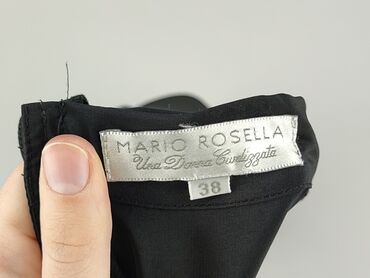 MARIO ROSELLA
Una Donna Civilizzata
38